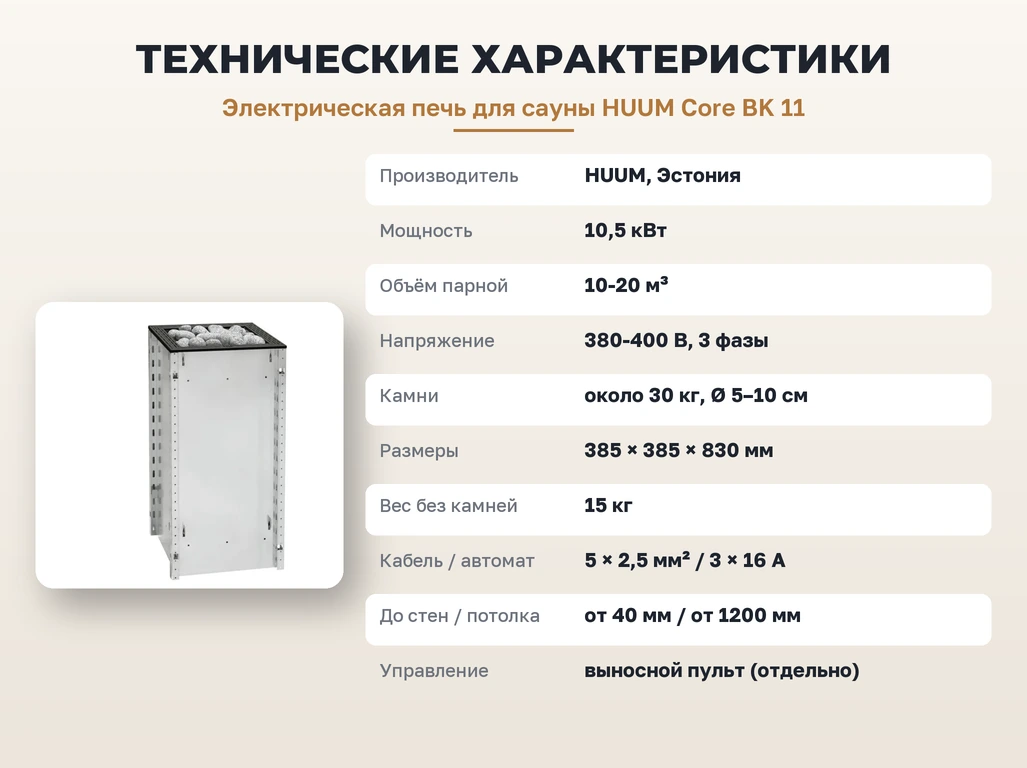 ТЕХНИЧЕСКИЕ ХАРАКТЕРИСТИКИ
Электрическая печь для сауны HUUM Core BK 11
Производитель HUUM, Эстония
Мощность 10,5 кВт
Объём парной 10-20 м³
Напряжение 380-400 В, 3 фазы
Камни около 30 кг, Ø 5–10 см
Размеры 385 × 385 × 830 мм
Вес без камней 15 кг
Кабель / автомат 5 × 2,5 мм² / 3 × 16 А
До стен / потолка от 40 мм / от 1200 мм
Управление выносной пульт (отдельно)